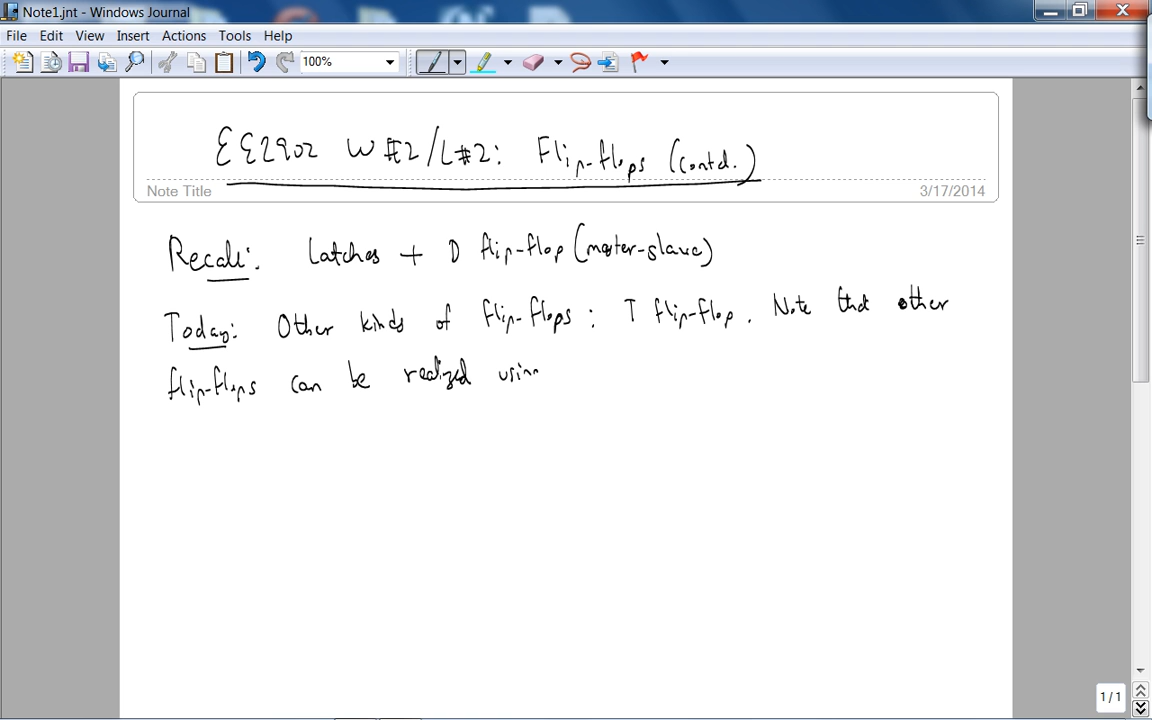 Note1.jnt - Windows Journal
File Edit View Insert Actions Tools Help
100%
EE2902 W#2/L#2: Flip-flops (contd.)
Note Title
3/17/2014
Recall: Latches + D flip-flop (master-slave)
Today: Other kinds of flip-flops: T flip-flop. Note that other
flip-flops can be realized using
1/1